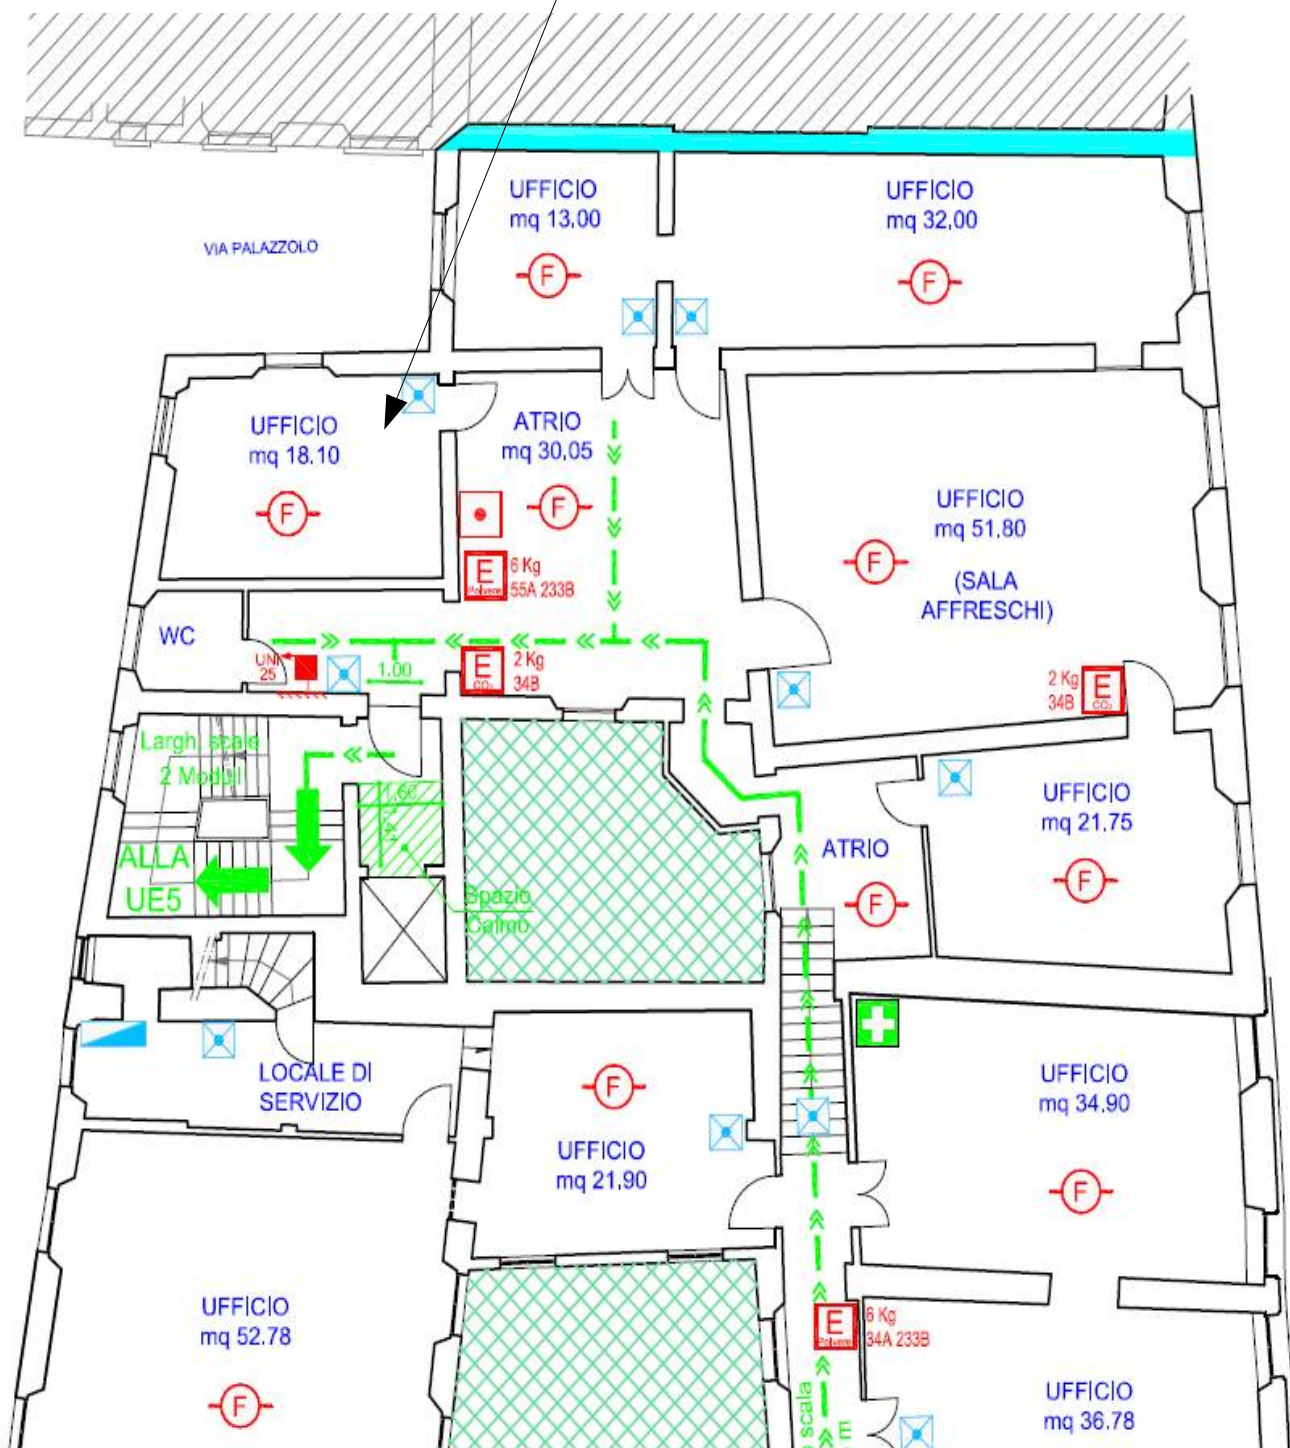 UFFICIO
mq 13,00
UFFICIO
mq 32,00
VIA PALAZZOLO
F
F
UFFICIO
mq 18.10
ATRIO
mq 30,05
F
F
UFFICIO
mq 51.80
(SALA
AFFRESCHI)
F
E
Polvere
6 Kg
55A 233B
WC
UNI
25
1.00
E
CO2
2 Kg
34B
2 Kg
34B
E
CO2
Largh. scale
2 Moduli
1.60
UFFICIO
mq 21.75
ATRIO
F
F
ALLA
UE5
Spazio
Calmo
LOCALE DI
SERVIZIO
F
UFFICIO
mq 21,90
UFFICIO
mq 34.90
F
UFFICIO
mq 52.78
F
E
Polvere
6 Kg
34A 233B
scala
UFFICIO
mq 36.78